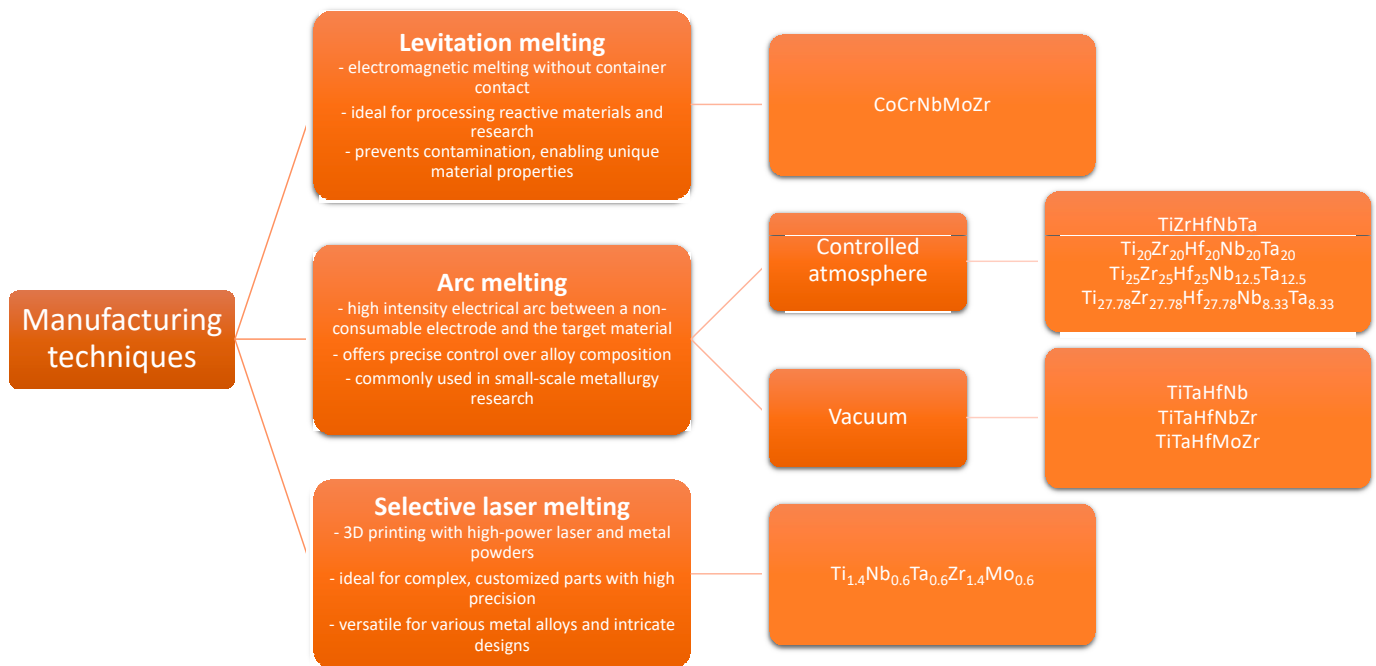 Manufacturing
techniques
Levitation melting
- electromagnetic melting without container
contact
- ideal for processing reactive materials and
research
- prevents contamination, enabling unique
material properties
CoCrNbMoZr
Arc melting
- high intensity electrical arc between a non-
consumable electrode and the target material
- offers precise control over alloy composition
- commonly used in small-scale metallurgy
research
Controlled
atmosphere
TiZrHfNbTa
Ti₂₀Zr₂₀Hf₂₀Nb₂₀Ta₂₀
Ti₂₅Zr₂₅Hf₂₅Nb₁₂.₅Ta₁₂.₅
Ti₂₇.₇₈Zr₂₇.₇₈Hf₂₇.₇₈Nb₈.₃₃Ta₈.₃₃
Vacuum
TiTaHfNb
TiTaHfNbZr
TiTaHfMoZr
Selective laser melting
- 3D printing with high-power laser and metal
powders
- ideal for complex, customized parts with high
precision
- versatile for various metal alloys and intricate
designs
Ti₁.₄Nb₀.₆Ta₀.₆Zr₁.₄Mo₀.₆